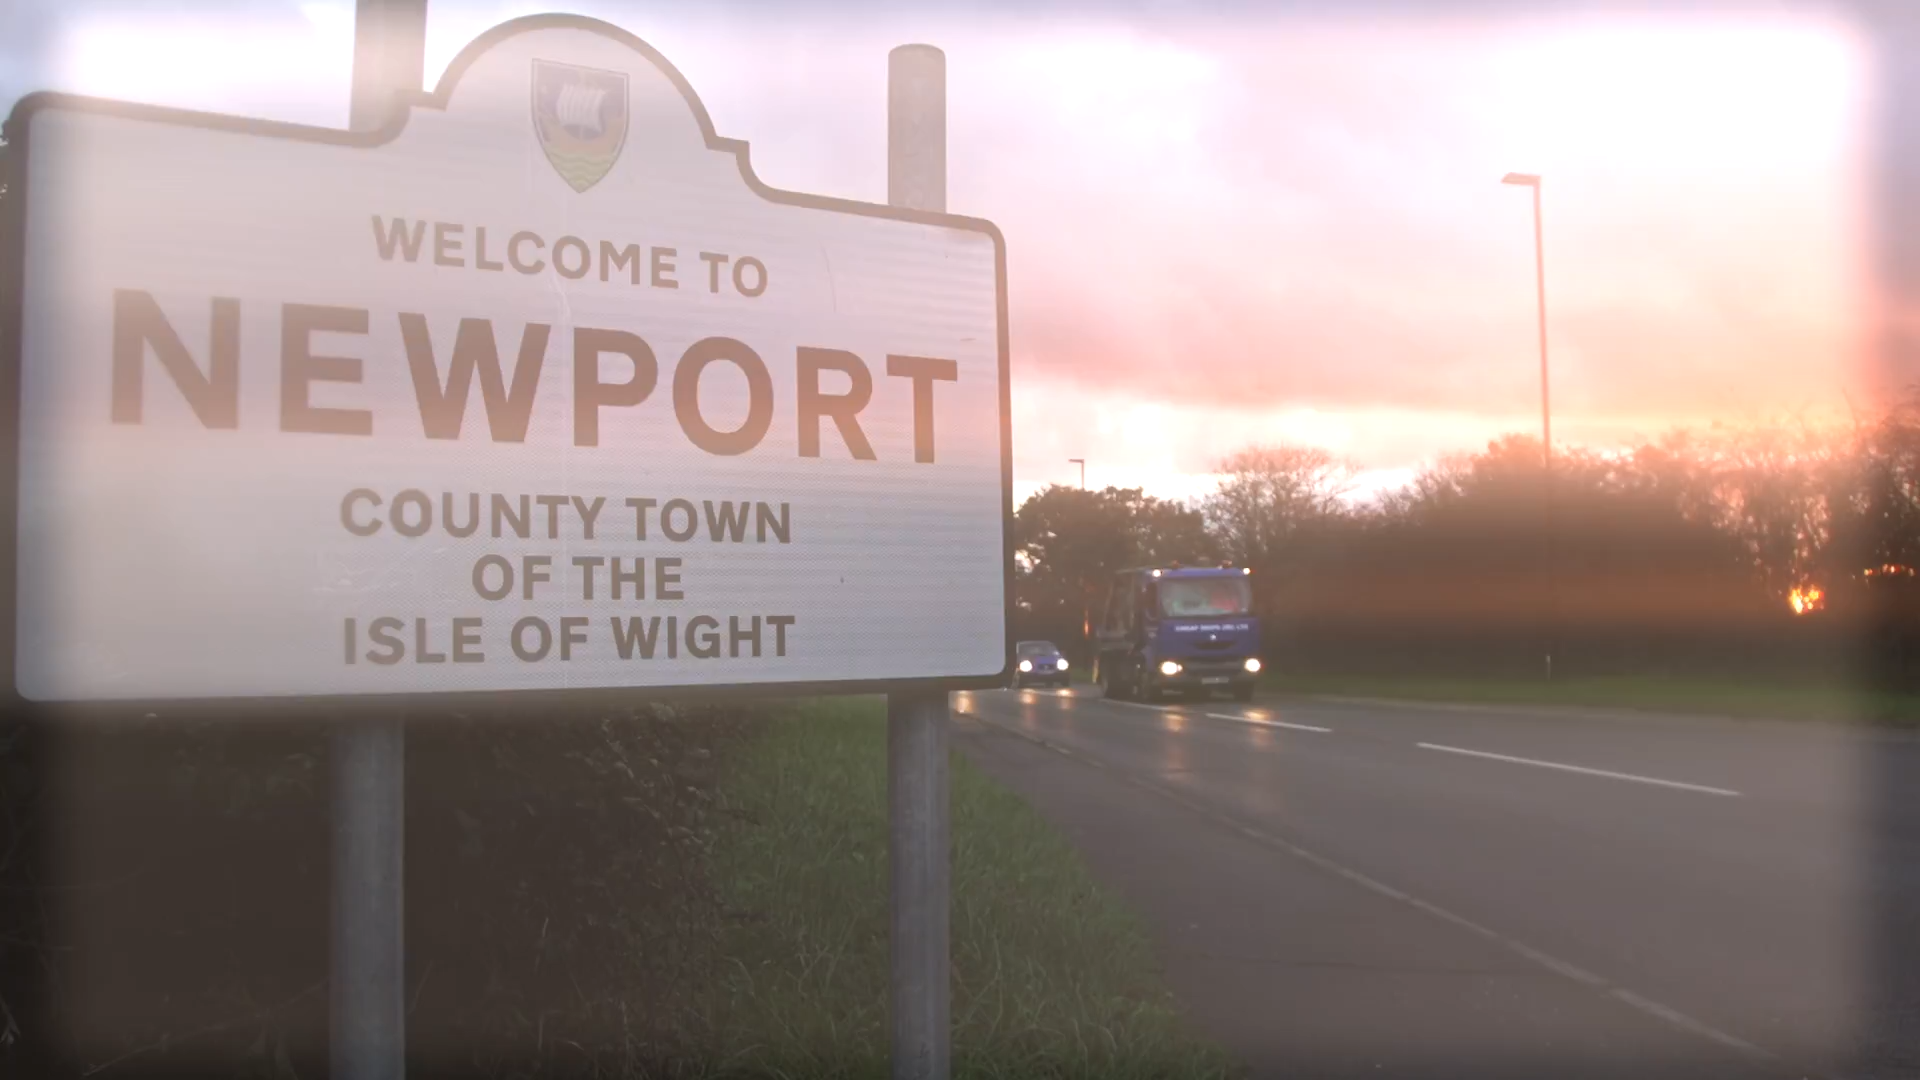 WELCOME TO
NEWPORT
COUNTY TOWN
OF THE
ISLE OF WIGHT